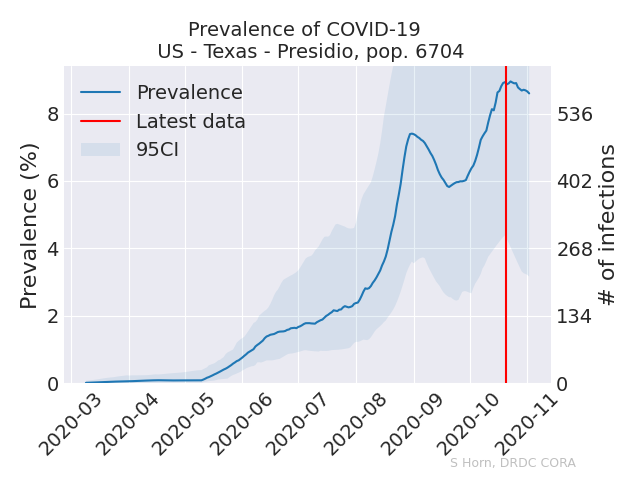 Prevalence of COVID-19
US - Texas - Presidio, pop. 6704
Prevalence
Latest data
95CI
Prevalence (%)
8
6
4
2
0
# of infections
536
402
268
134
0
2020-03
2020-04
2020-05
2020-06
2020-07
2020-08
2020-09
2020-10
2020-11
S Horn, DRDC CORA